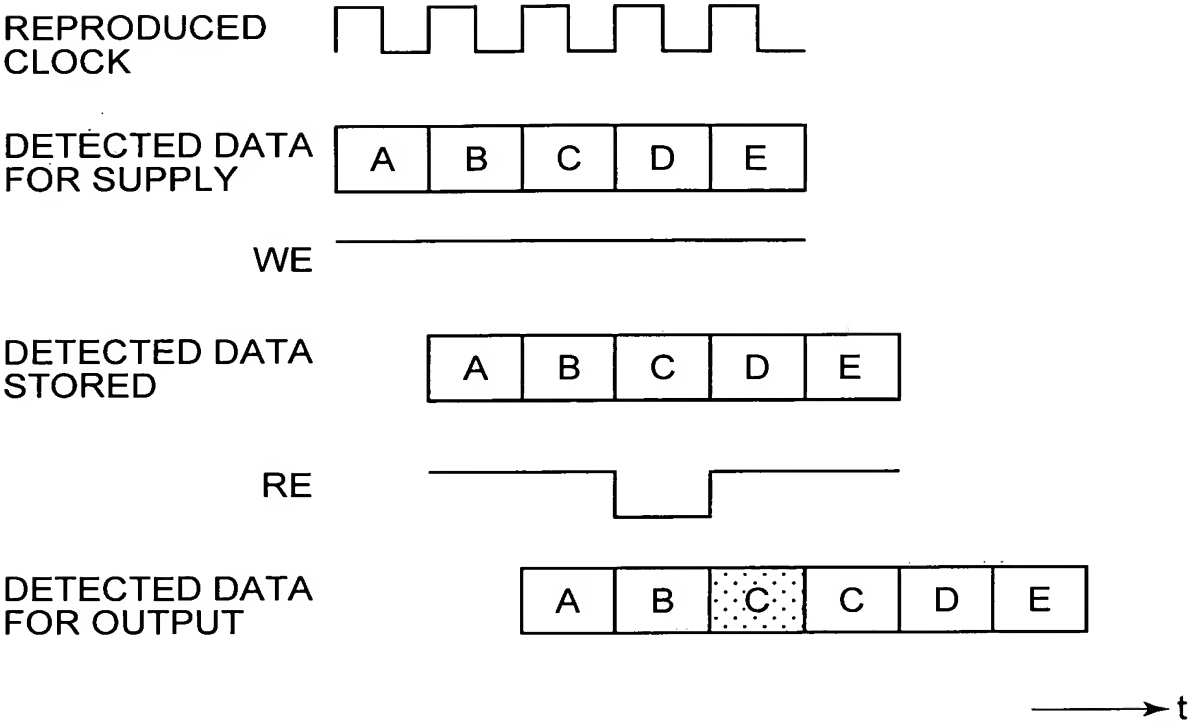 REPRODUCED
CLOCK
DETECTED DATA
FOR SUPPLY
A B C D E
WE
DETECTED DATA
STORED
A B C D E
RE
DETECTED DATA
FOR OUTPUT
A B C C D E
t